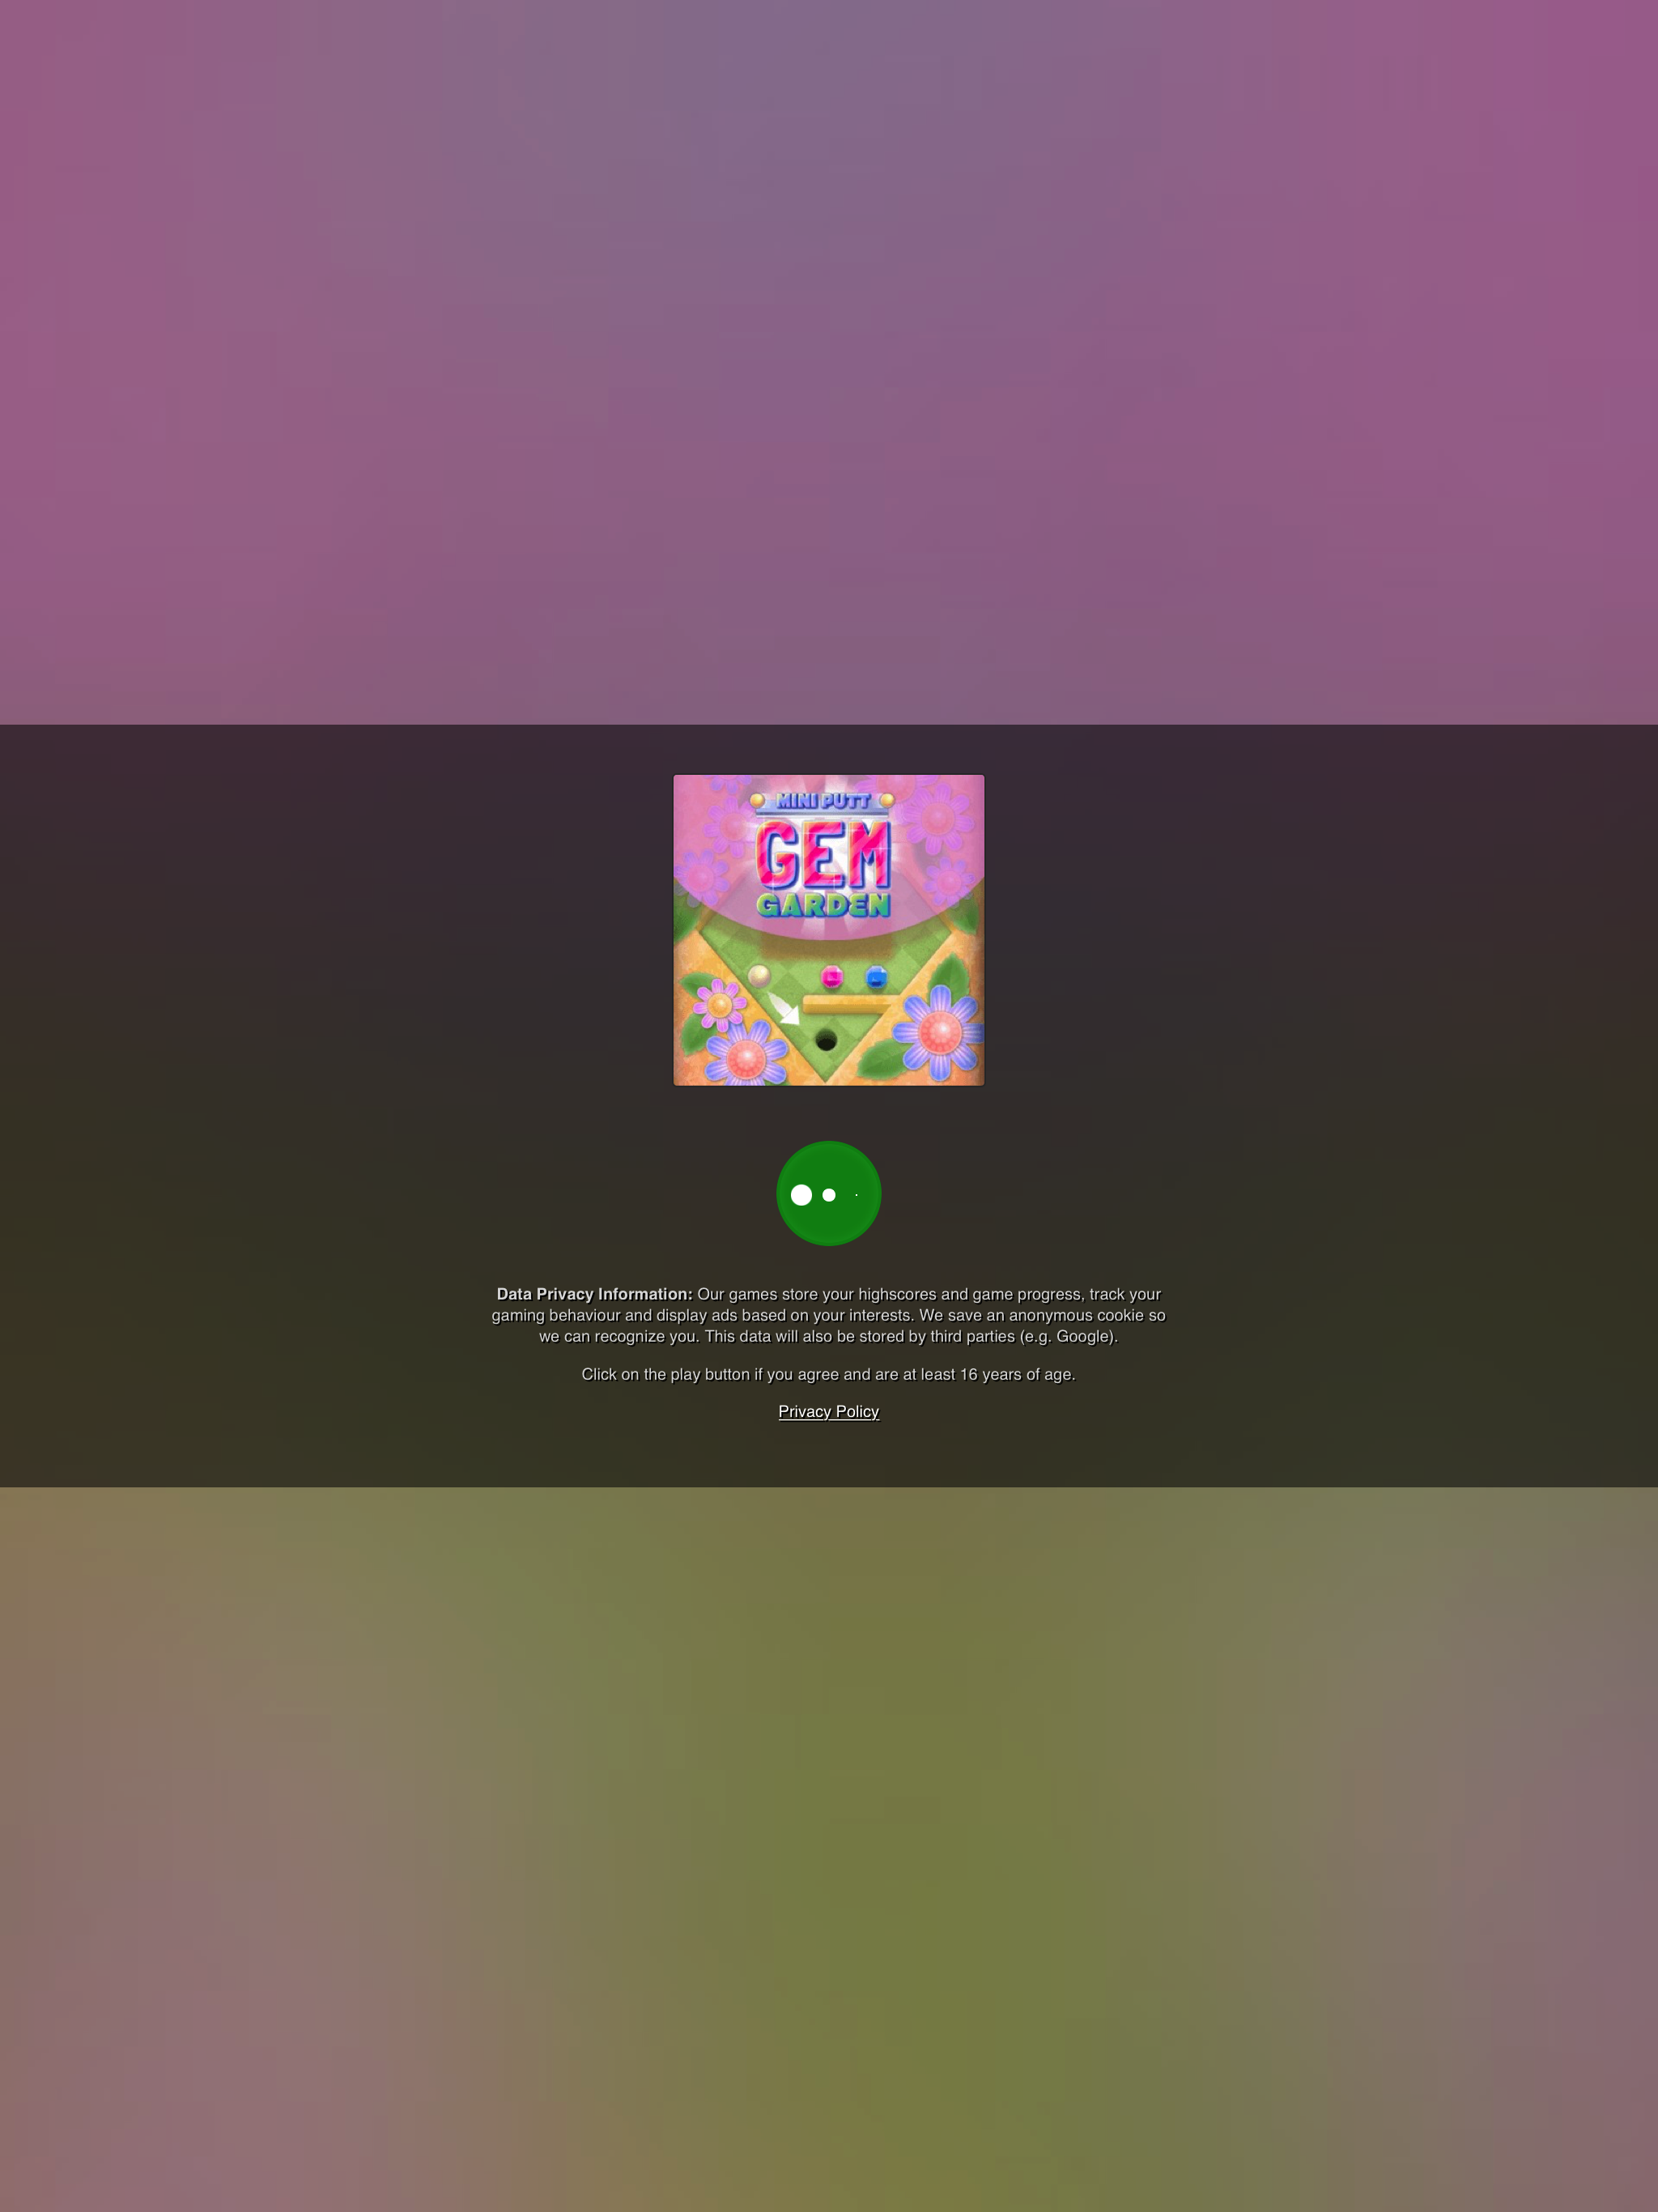 MINI PUTT
GEM
GARDEN
Data Privacy Information: Our games store your highscores and game progress, track your
gaming behaviour and display ads based on your interests. We save an anonymous cookie so
we can recognize you. This data will also be stored by third parties (e.g. Google).
Click on the play button if you agree and are at least 16 years of age.
Privacy Policy